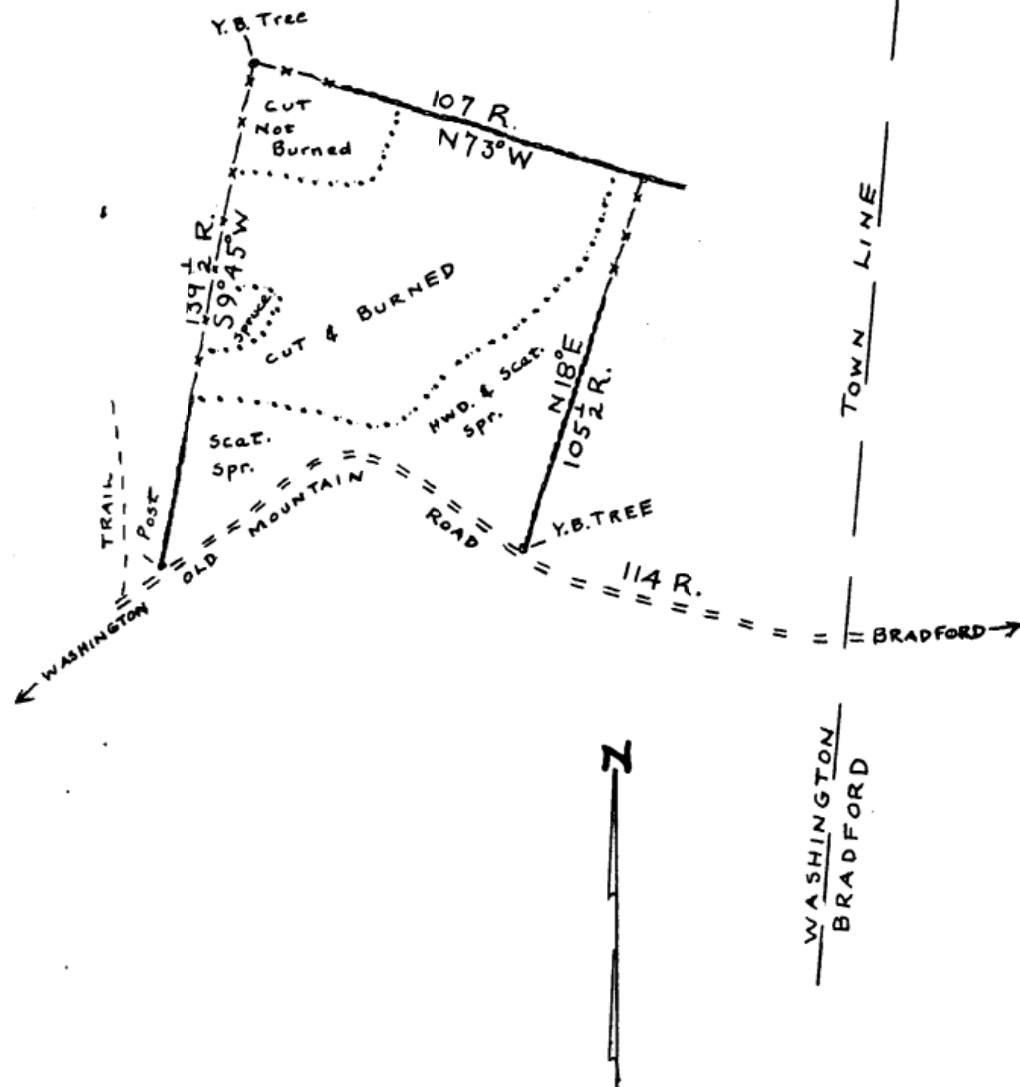 Y.B. Tree
CUT
Not
Burned
107 R.
N73°W
139 1/2 R.
S9°45'W
Spruce
CUT & BURNED
HWD. & Scat.
Spr.
N18°E
105 1/2 R.
Scat.
Spr.
TRAIL
POST
OLD MOUNTAIN ROAD
Y.B. TREE
114 R.
TOWN LINE
WASHINGTON
BRADFORD
N
WASHINGTON
BRADFORD